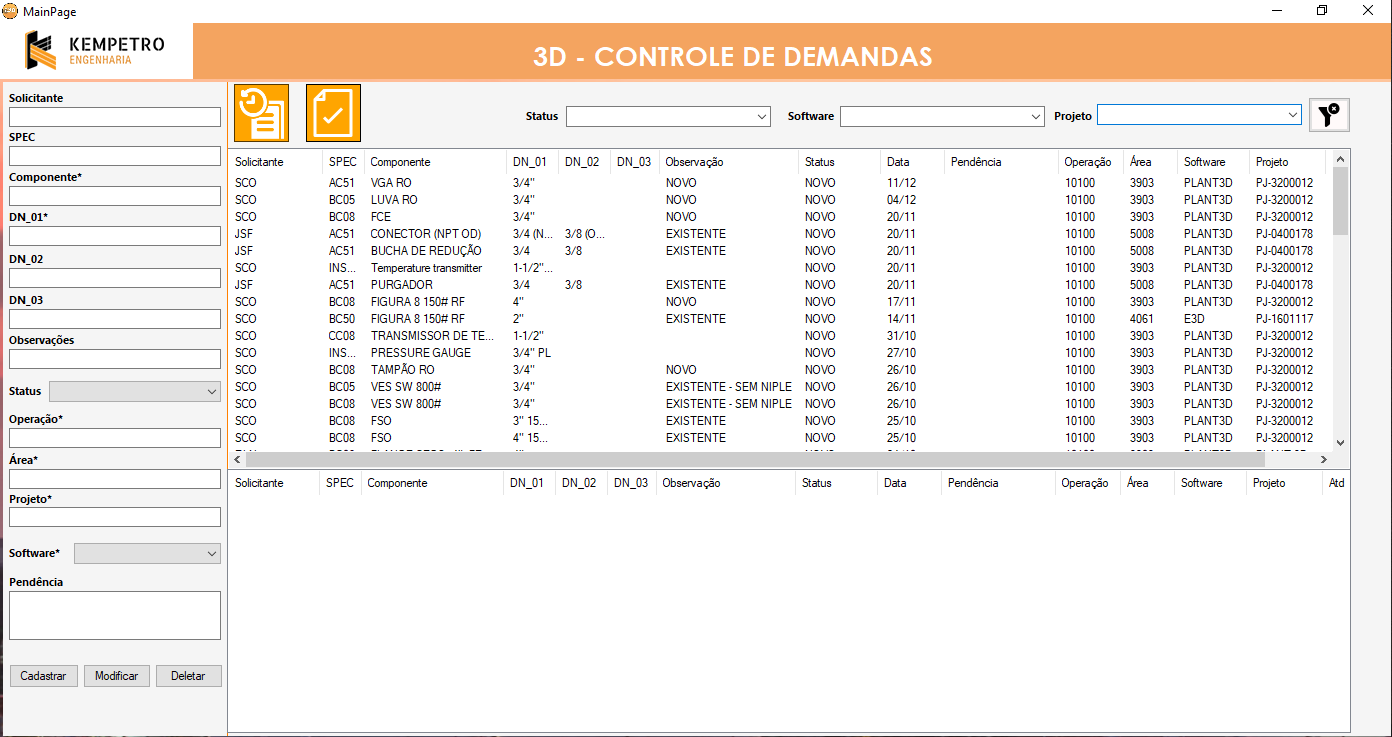 MainPage
KEMPETRO
ENGENHARIA
3D - CONTROLE DE DEMANDAS
Solicitante
SPEC
Componente*
DN_01*
DN_02
DN_03
Observações
Status
Operação*
Área*
Projeto*
Software*
Pendência
Cadastrar Modificar Deletar
Status Software Projeto
Solicitante SPEC Componente DN_01 DN_02 DN_03 Observação Status Data Pendência Operação Área Software Projeto
SCO AC51 VGA RO 3/4" NOVO NOVO 11/12 10100 3903 PLANT3D PJ-3200012
SCO BC05 LUVA RO 3/4" NOVO NOVO 04/12 10100 3903 PLANT3D PJ-3200012
SCO BC08 FCE 3/4" NOVO NOVO 20/11 10100 3903 PLANT3D PJ-3200012
JSF AC51 CONECTOR (NPT OD) 3/4 (N... 3/8 (O... EXISTENTE NOVO 20/11 10100 5008 PLANT3D PJ-0400178
JSF AC51 BUCHA DE REDUÇÃO 3/4 3/8 EXISTENTE NOVO 20/11 10100 5008 PLANT3D PJ-0400178
SCO INS... Temperature transmitter 1-1/2"... NOVO 20/11 10100 3903 PLANT3D PJ-3200012
JSF AC51 PURGADOR 3/4 3/8 EXISTENTE NOVO 20/11 10100 5008 PLANT3D PJ-0400178
SCO BC08 FIGURA 8 150# RF 4" NOVO NOVO 17/11 10100 3903 PLANT3D PJ-3200012
SCO BC50 FIGURA 8 150# RF 2" EXISTENTE NOVO 14/11 10100 4061 E3D PJ-1601117
SCO CC08 TRANSMISSOR DE TE... 1-1/2" NOVO 31/10 10100 3903 PLANT3D PJ-3200012
SCO INS... PRESSURE GAUGE 3/4" PL NOVO 27/10 10100 3903 PLANT3D PJ-3200012
SCO BC08 TAMPÃO RO 3/4" NOVO NOVO 26/10 10100 3903 PLANT3D PJ-3200012
SCO BC05 VES SW 800# 3/4" EXISTENTE - SEM NIPLE NOVO 26/10 10100 3903 PLANT3D PJ-3200012
SCO BC08 VES SW 800# 3/4" EXISTENTE - SEM NIPLE NOVO 26/10 10100 3903 PLANT3D PJ-3200012
SCO BC08 FSO 3" 15... EXISTENTE NOVO 25/10 10100 3903 PLANT3D PJ-3200012
SCO BC08 FSO 4" 15... EXISTENTE NOVO 25/10 10100 3903 PLANT3D PJ-3200012
Solicitante SPEC Componente DN_01 DN_02 DN_03 Observação Status Data Pendência Operação Área Software Projeto Atd